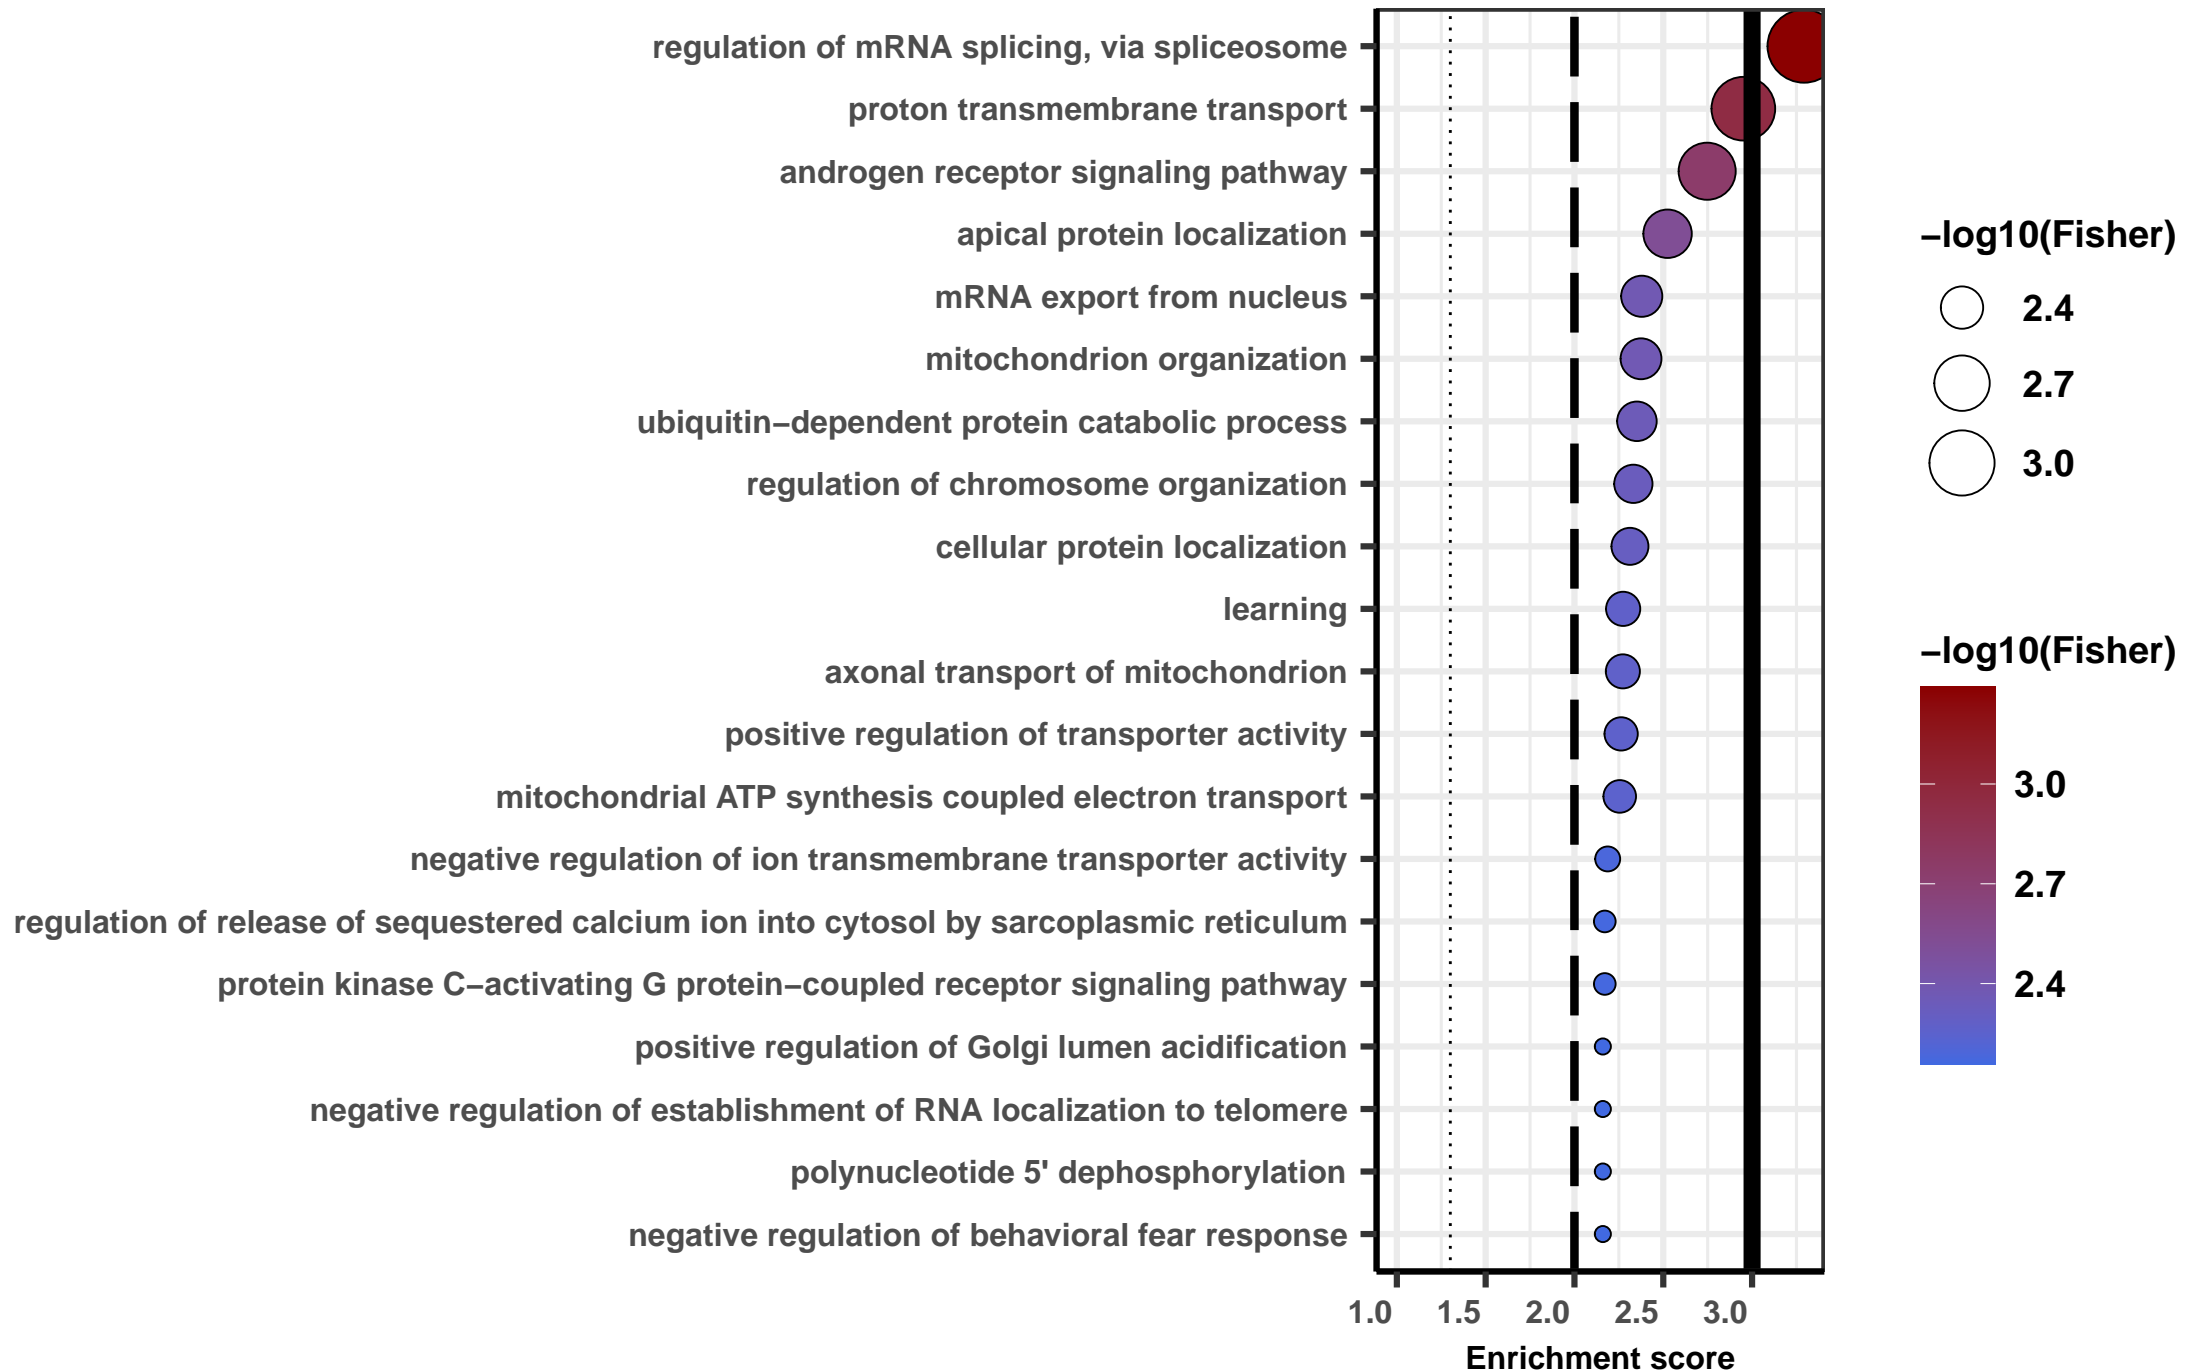 regulation of mRNA splicing, via spliceosome
proton transmembrane transport
androgen receptor signaling pathway
apical protein localization
mRNA export from nucleus
mitochondrion organization
ubiquitin−dependent protein catabolic process
regulation of chromosome organization
cellular protein localization
learning
axonal transport of mitochondrion
positive regulation of transporter activity
mitochondrial ATP synthesis coupled electron transport
negative regulation of ion transmembrane transporter activity
regulation of release of sequestered calcium ion into cytosol by sarcoplasmic reticulum
protein kinase C−activating G protein−coupled receptor signaling pathway
positive regulation of Golgi lumen acidification
negative regulation of establishment of RNA localization to telomere
polynucleotide 5' dephosphorylation
negative regulation of behavioral fear response
1.0 1.5 2.0 2.5 3.0
Enrichment score
−log10(Fisher)
2.4
2.7
3.0
−log10(Fisher)
3.0
2.7
2.4